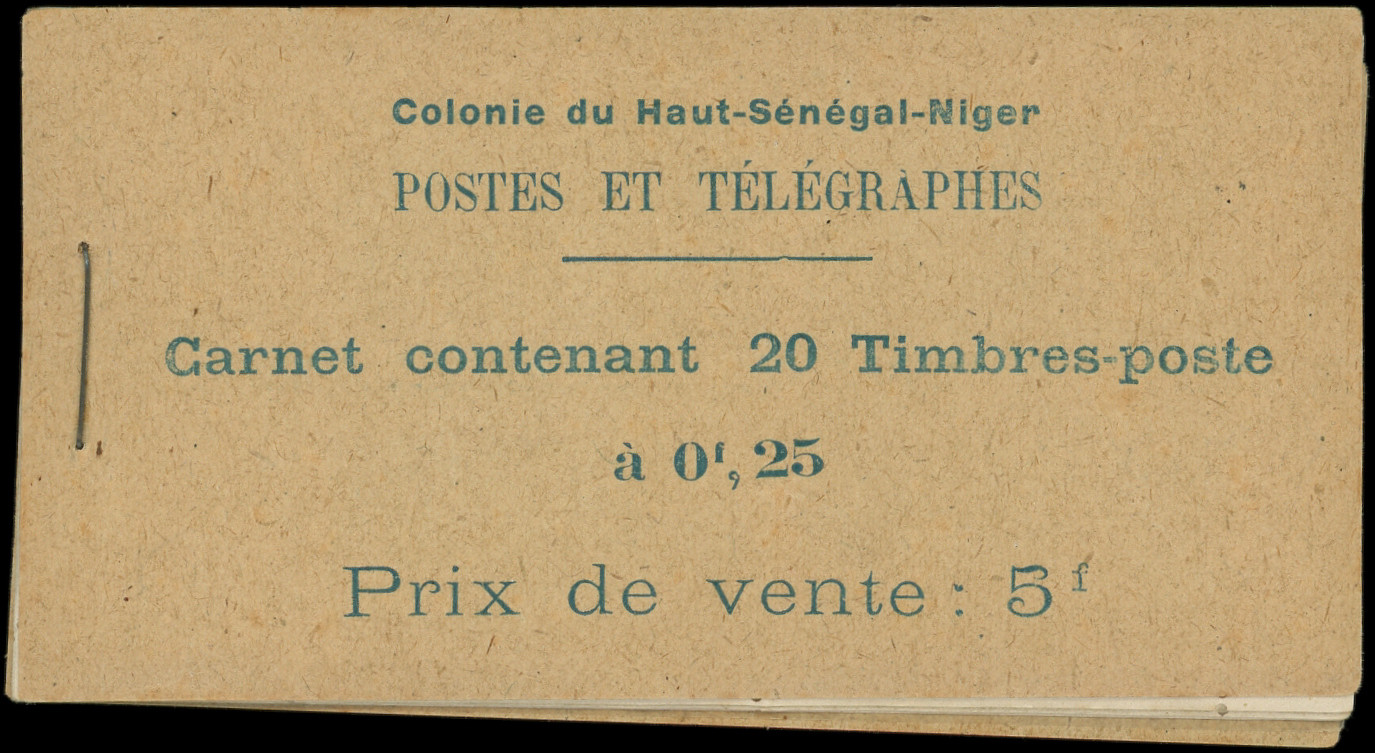 Colonie du Haut-Sénégal-Niger
POSTES ET TÉLÉGRAPHES
Carnet contenant 20 Timbres-poste
à 0ᶠ, 25
Prix de vente : 5ᶠ